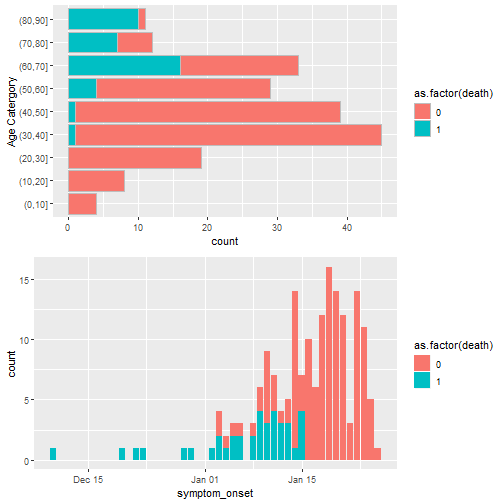 (80,90]
(70,80]
(60,70]
(50,60]
(40,50]
(30,40]
(20,30]
(10,20]
(0,10]
Age Catergory
0 10 20 30 40
count
as.factor(death)
0
1
15
10
5
0
count
Dec 15 Jan 01 Jan 15
symptom_onset
as.factor(death)
0
1